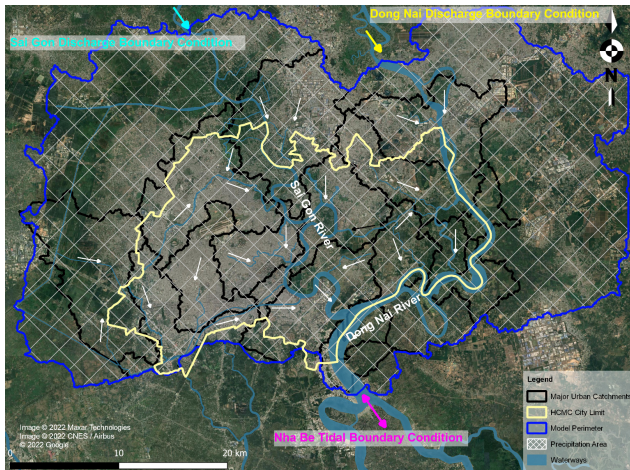 Dong Nai Discharge Boundary Condition
Sai Gon Discharge Boundary Condition
N
Sai Gon River
Dong Nai River
Legend
Major Urban Catchments
HCMC City Limit
Model Perimeter
Precipitation Area
Waterways
Image © 2022 Maxar Technologies
Image © 2022 CNES / Airbus
© 2022 Google
Nha Be Tidal Boundary Condition
0 10 20 km